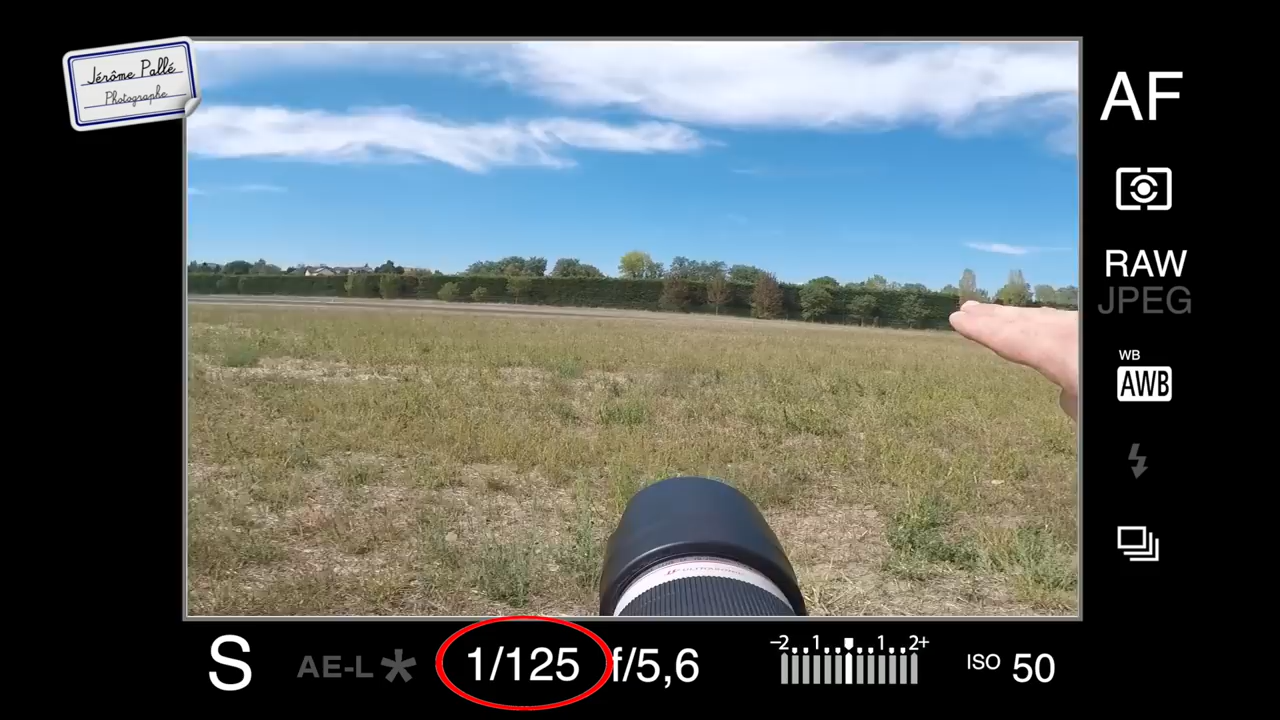 Jérôme Pallé
Photographe
AF
RAW
JPEG
WB
AWB
S AE-L * 1/125 f/5,6 -2..1..▾..1..2+ ISO 50
ULTRASONIC